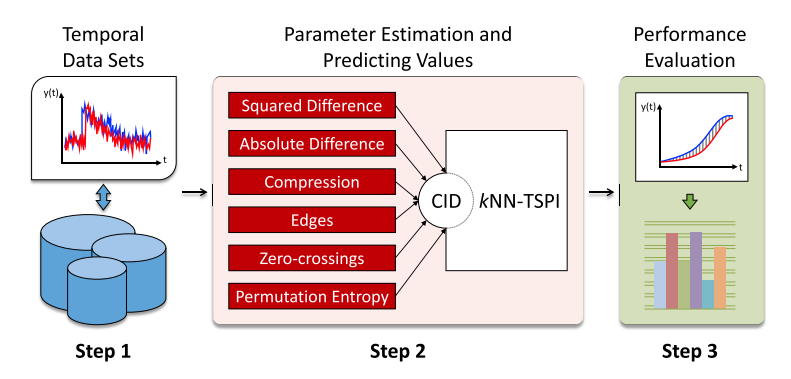 Temporal
Data Sets
Parameter Estimation and
Predicting Values
Performance
Evaluation
y(t)
t
Squared Difference
Absolute Difference
Compression
Edges
Zero-crossings
Permutation Entropy
CID
kNN-TSPI
y(t)
t
Step 1
Step 2
Step 3